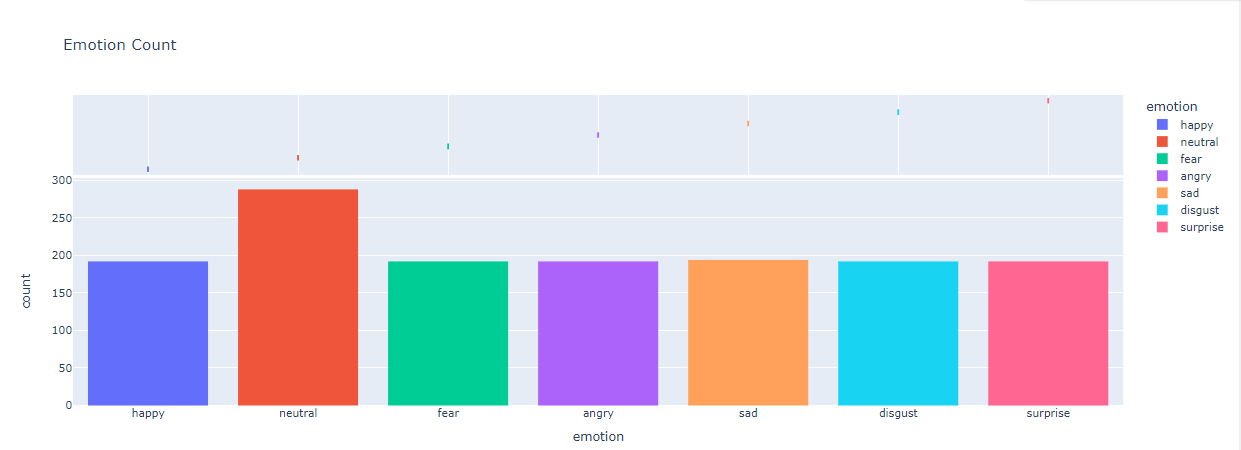 Emotion Count
emotion
happy
neutral
fear
angry
sad
disgust
surprise
300
250
200
150
100
50
0
count
happy neutral fear angry sad disgust surprise
emotion